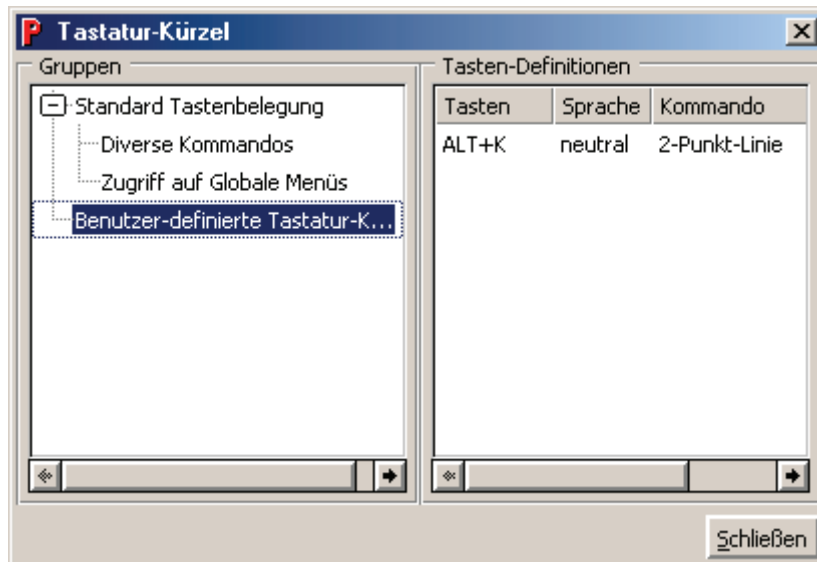 P Tastatur-Kürzel
Gruppen
Standard Tastenbelegung
Diverse Kommandos
Zugriff auf Globale Menüs
Benutzer-definierte Tastatur-K...
Tasten-Definitionen
Tasten Sprache Kommando
ALT+K neutral 2-Punkt-Linie
Schließen